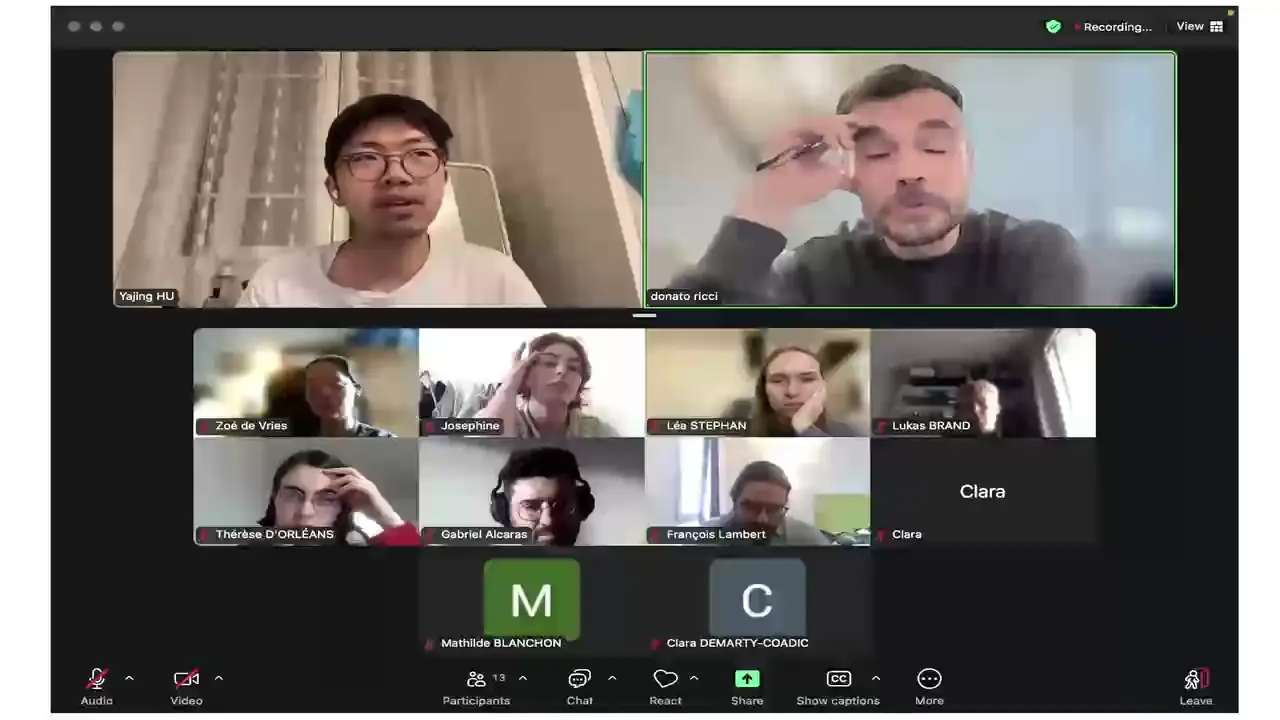 Recording...
View
Yajing HU
donato ricci
Zoé de Vries
Josephine
Léa STEPHAN
Lukas BRAND
Thérèse D'ORLÉANS
Gabriel Alcaras
François Lambert
Clara
Clara
M
C
Mathilde BLANCHON
Clara DEMARTY-COADIC
13
Audio
Video
Participants
Chat
React
Share
CC
Show captions
More
Leave